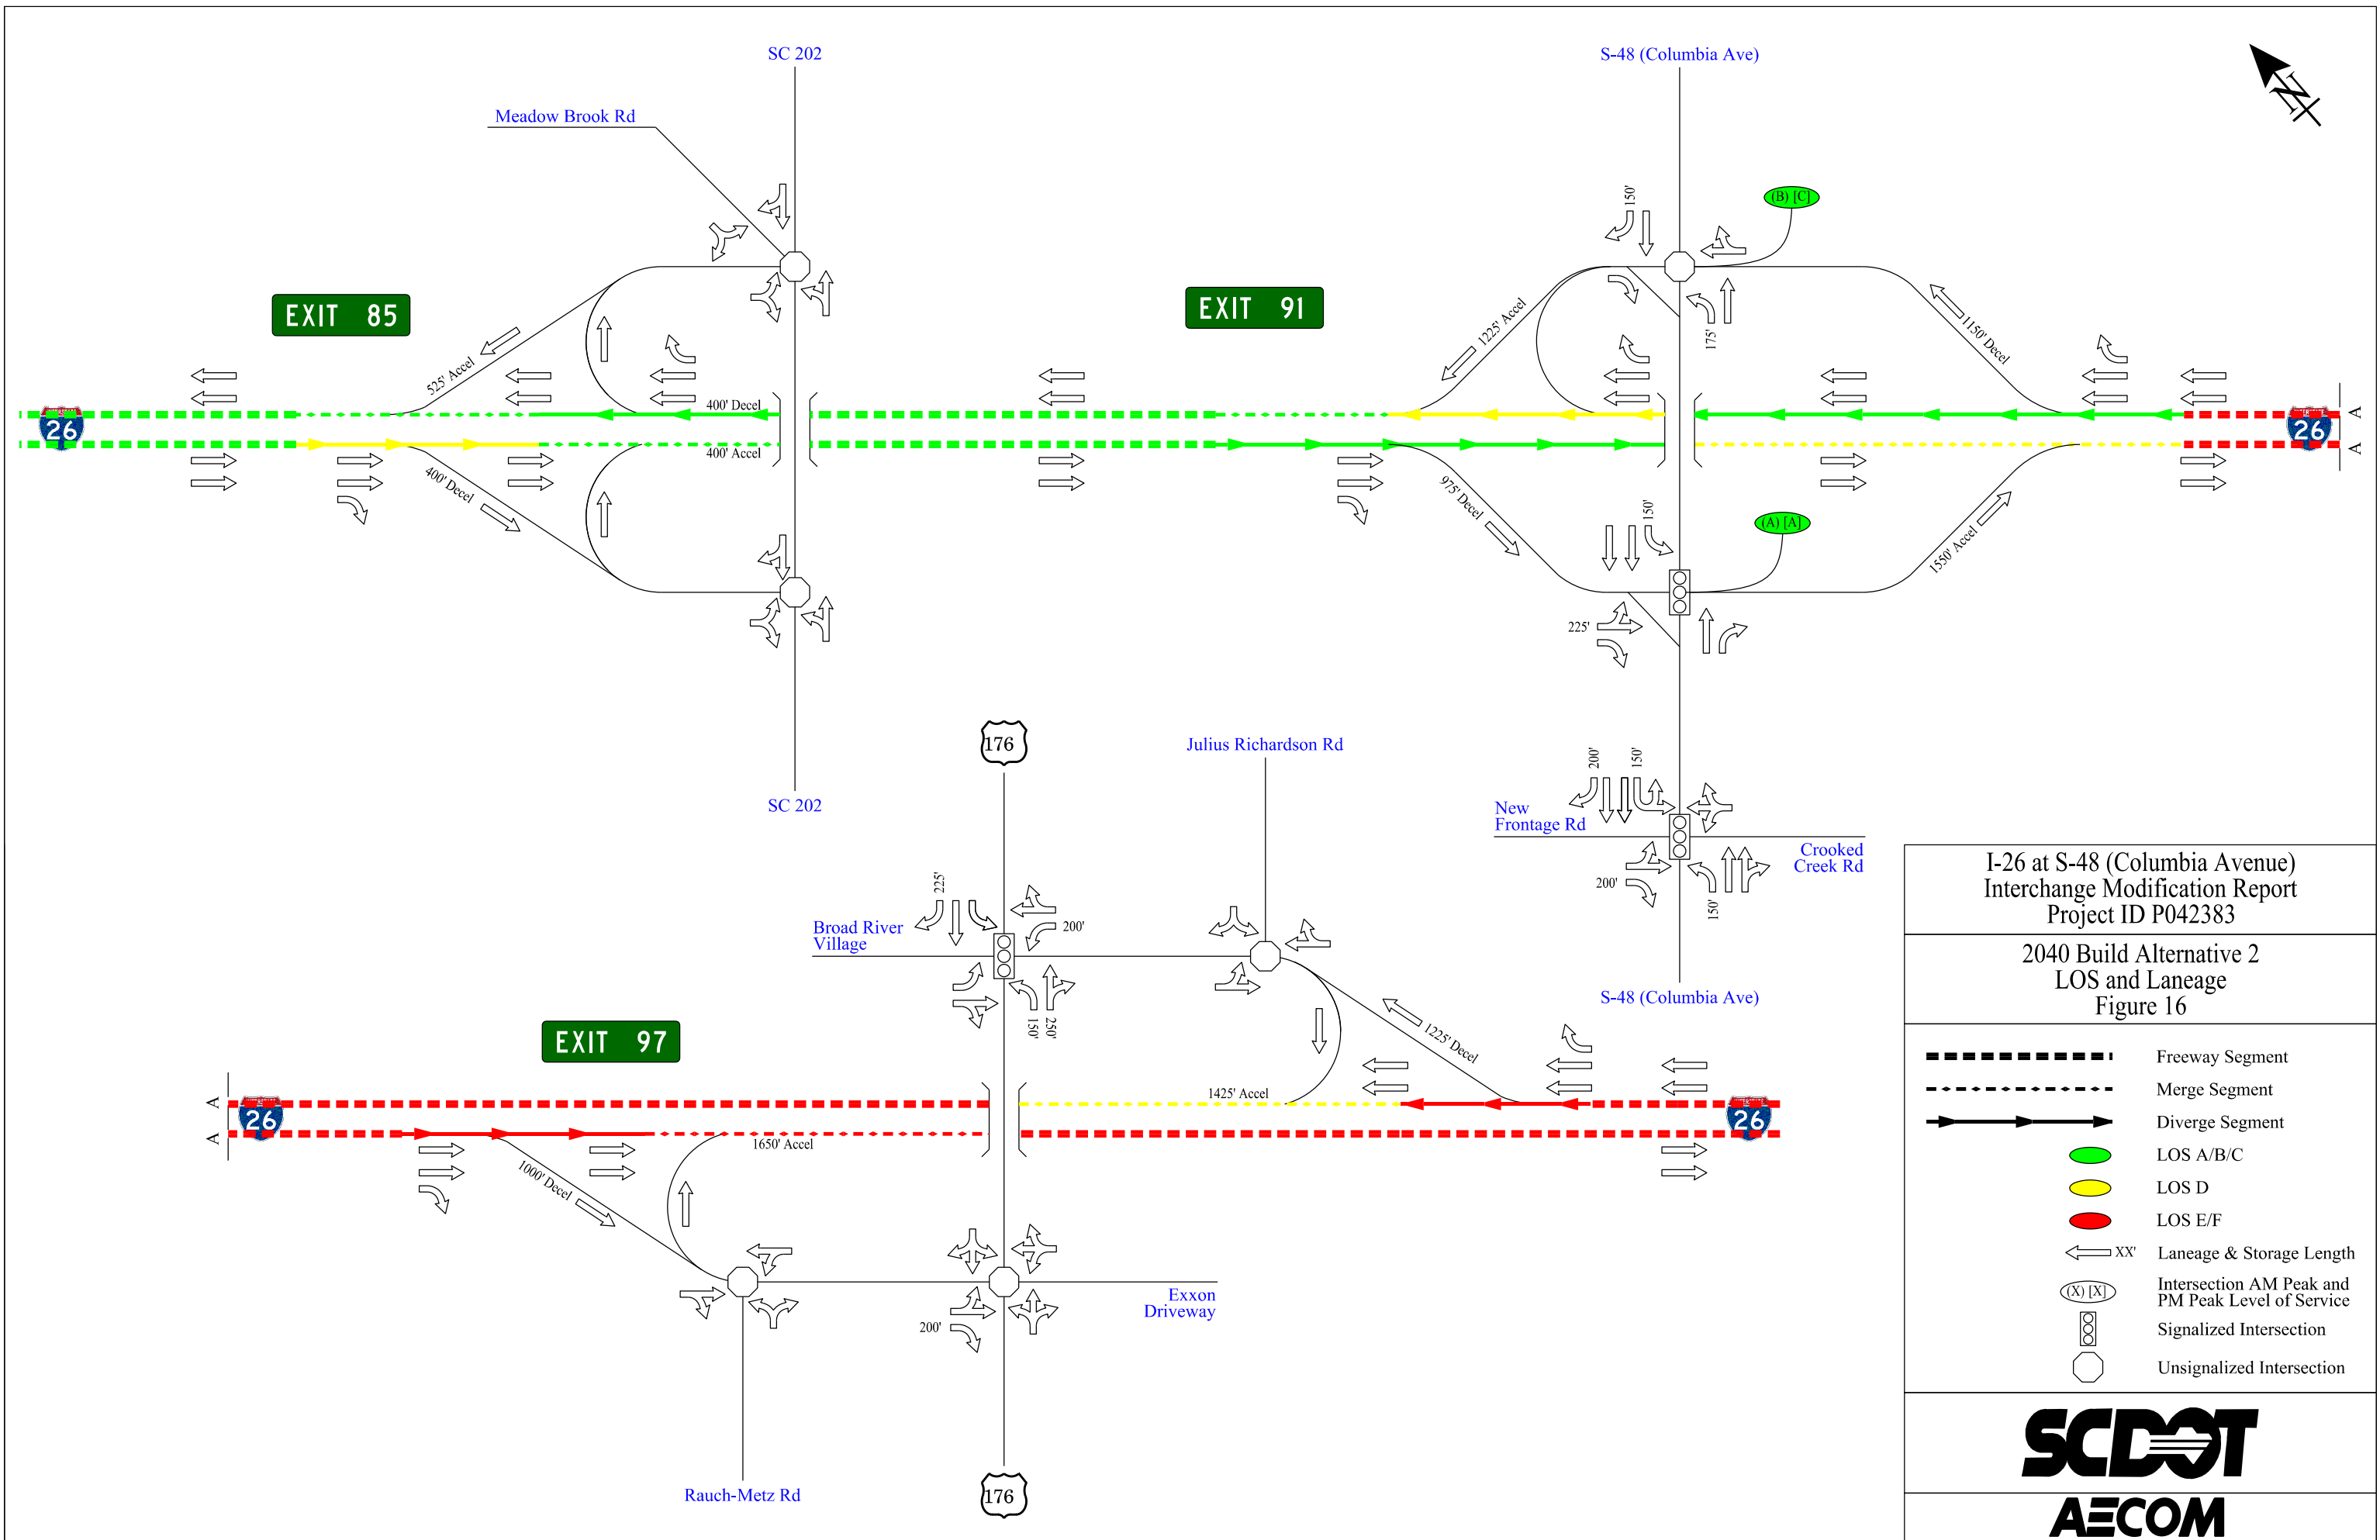 SC 202
S-48 (Columbia Ave)
Meadow Brook Rd
N
(B) [C]
150'
EXIT 85
EXIT 91
1225' Accel
175'
1150' Decel
525' Accel
400' Decel
26
26
A
A
400' Accel
400' Decel
975' Decel
150'
(A) [A]
1550' Accel
225'
176
Julius Richardson Rd
SC 202
200'
150'
New
Frontage Rd
Crooked
Creek Rd
200'
150'
S-48 (Columbia Ave)
225'
200'
Broad River
Village
150'
250'
EXIT 97
1225' Decel
1425' Accel
A
A
26
26
1650' Accel
1000' Decel
200'
Exxon
Driveway
Rauch-Metz Rd
176
I-26 at S-48 (Columbia Avenue)
Interchange Modification Report
Project ID P042383
2040 Build Alternative 2
LOS and Laneage
Figure 16
Freeway Segment
Merge Segment
Diverge Segment
LOS A/B/C
LOS D
LOS E/F
XX' Laneage & Storage Length
(X) [X] Intersection AM Peak and
PM Peak Level of Service
Signalized Intersection
Unsignalized Intersection
SCDOT
AECOM